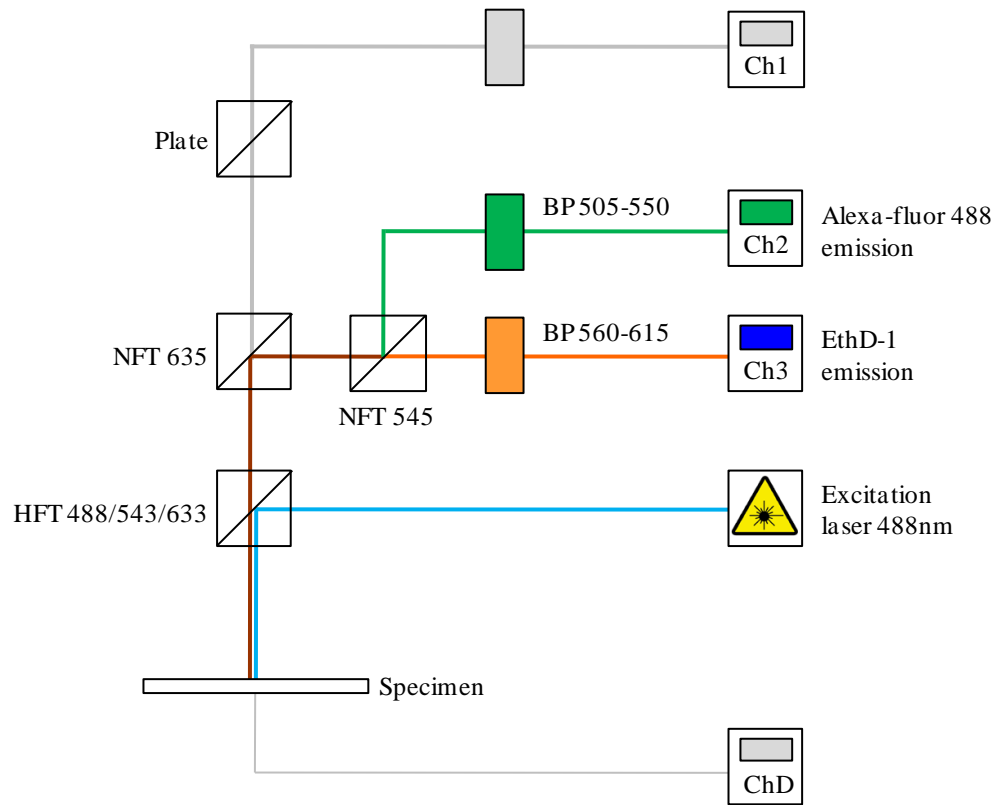 Ch1
Plate
BP 505-550
Ch2
Alexa-fluor 488
emission
NFT 635
BP 560-615
Ch3
EthD-1
emission
NFT 545
HFT 488/543/633
Excitation
laser 488nm
Specimen
ChD